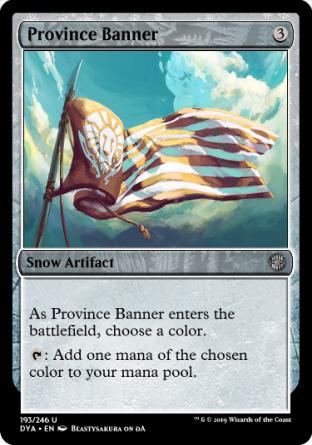 Province Banner 3
Snow Artifact
As Province Banner enters the
battlefield, choose a color.
: Add one mana of the chosen
color to your mana pool.
193/246 U
DYA • EN BEASTYSAKURA ON DA
™ & © 2019 Wizards of the Coast